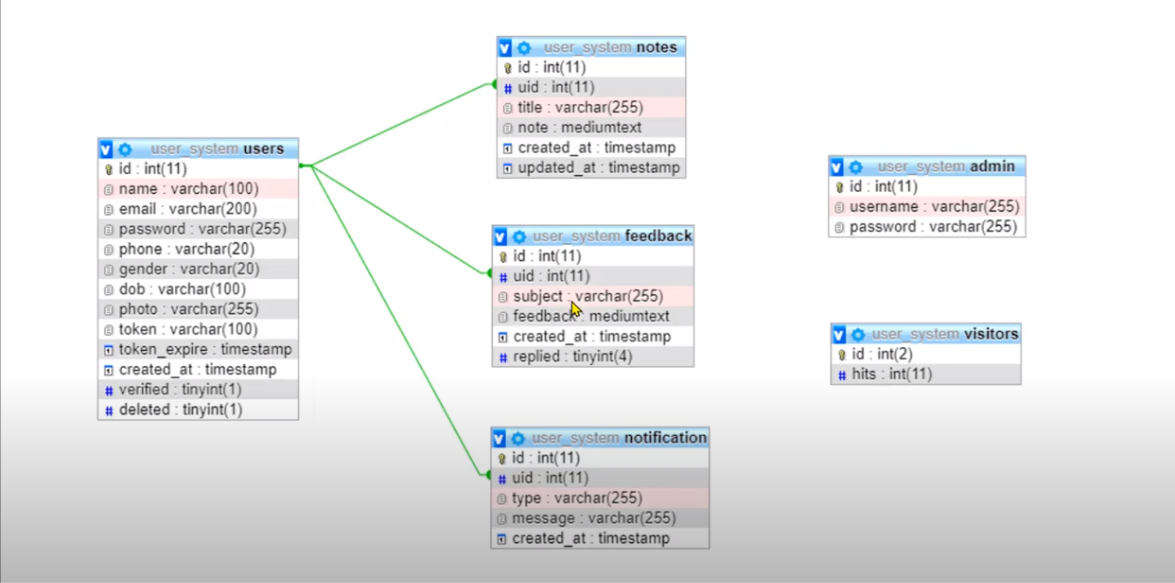 user_system users
id : int(11)
name : varchar(100)
email : varchar(200)
password : varchar(255)
phone : varchar(20)
gender : varchar(20)
dob : varchar(100)
photo : varchar(255)
token : varchar(100)
token_expire : timestamp
created_at : timestamp
verified : tinyint(1)
deleted : tinyint(1)
user_system notes
id : int(11)
uid : int(11)
title : varchar(255)
note : mediumtext
created_at : timestamp
updated_at : timestamp
user_system feedback
id : int(11)
uid : int(11)
subject : varchar(255)
feedback : mediumtext
created_at : timestamp
replied : tinyint(4)
user_system notification
id : int(11)
uid : int(11)
type : varchar(255)
message : varchar(255)
created_at : timestamp
user_system admin
id : int(11)
username : varchar(255)
password : varchar(255)
user_system visitors
id : int(2)
hits : int(11)